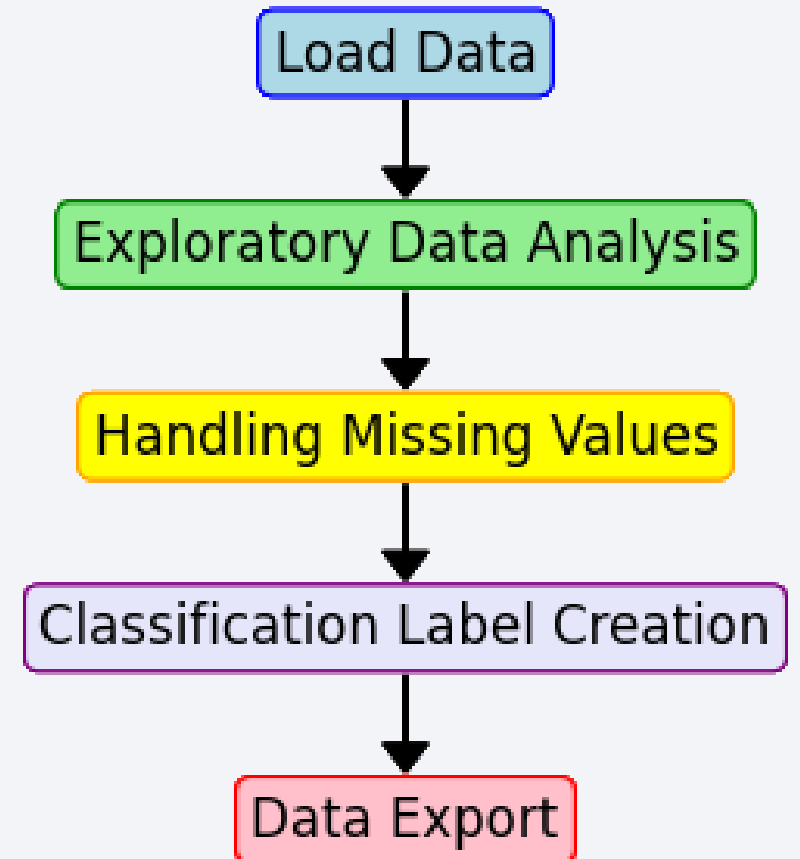 Load Data
Exploratory Data Analysis
Handling Missing Values
Classification Label Creation
Data Export